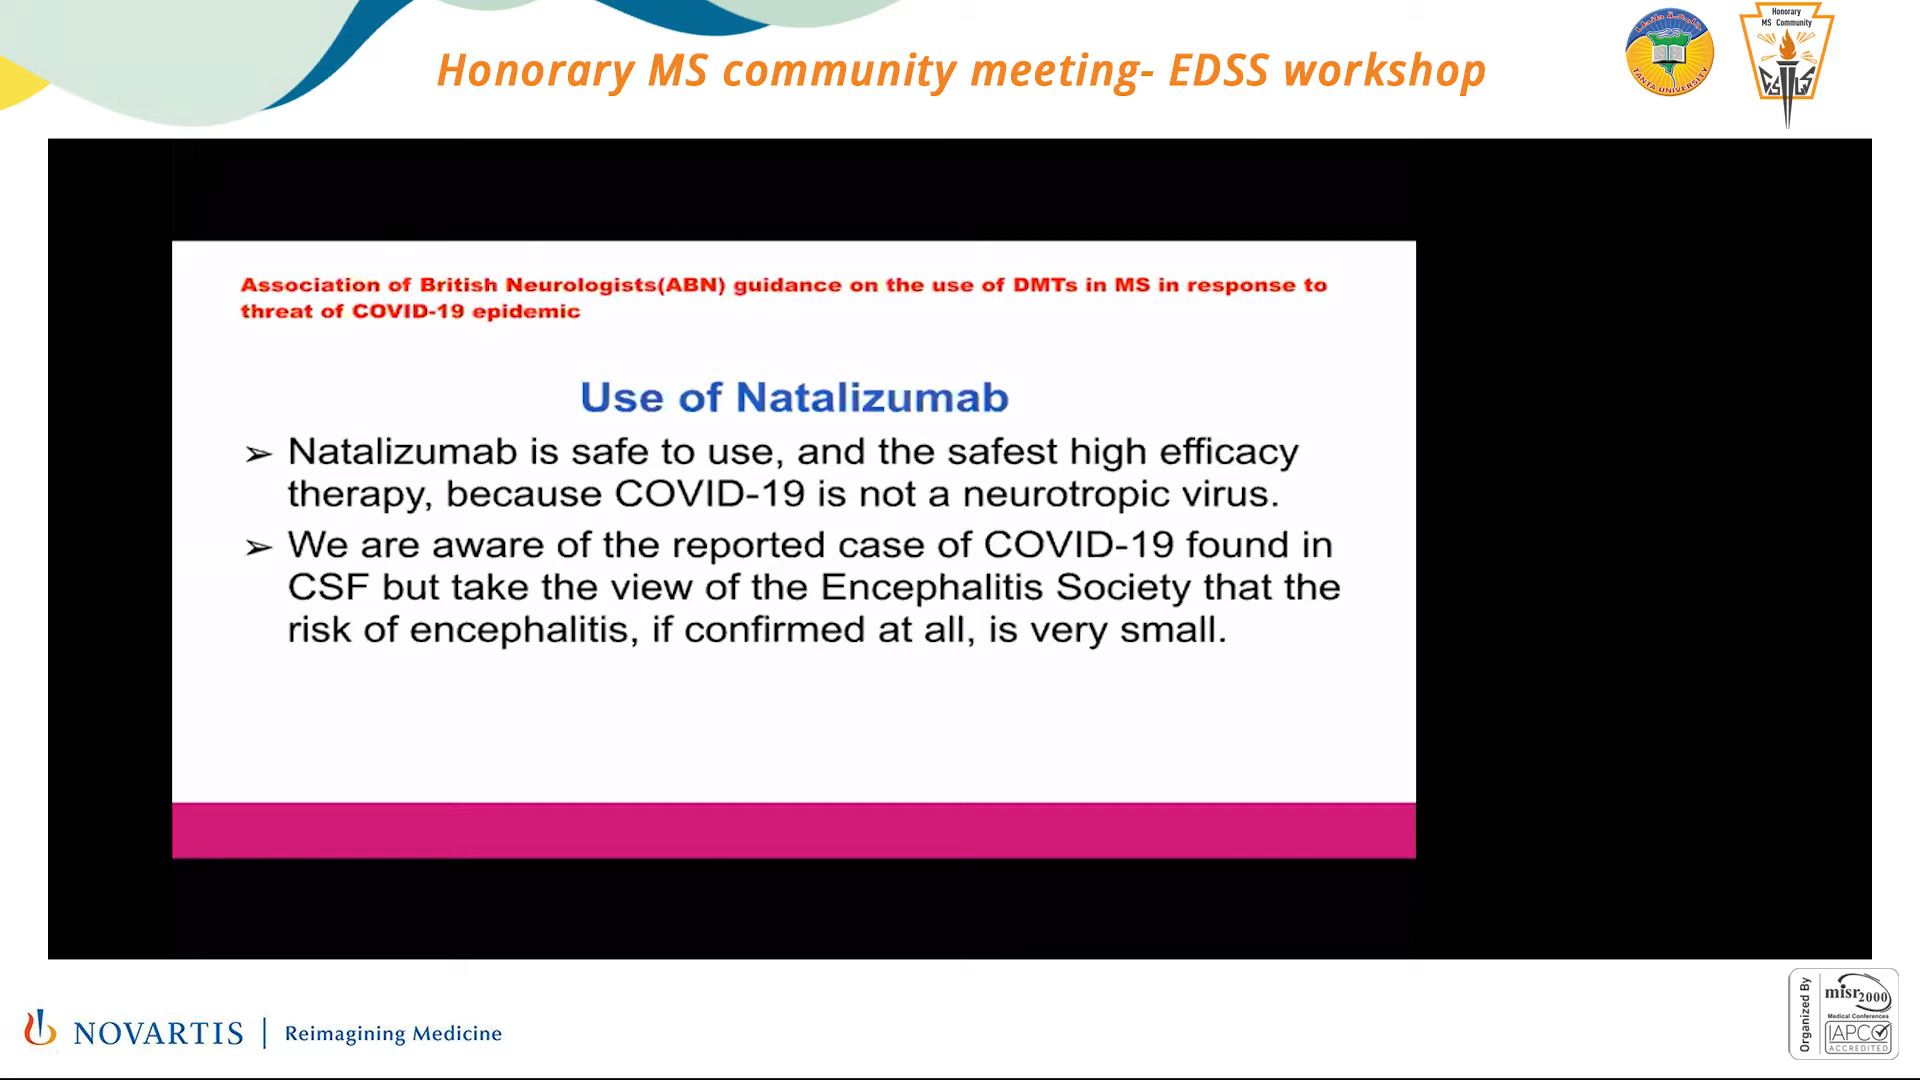 Honorary MS community meeting- EDSS workshop
Honorary
MS Community
TANTA UNIVERSITY
Association of British Neurologists(ABN) guidance on the use of DMTs in MS in response to
threat of COVID-19 epidemic
Use of Natalizumab
➢ Natalizumab is safe to use, and the safest high efficacy
therapy, because COVID-19 is not a neurotropic virus.
➢ We are aware of the reported case of COVID-19 found in
CSF but take the view of the Encephalitis Society that the
risk of encephalitis, if confirmed at all, is very small.
NOVARTIS | Reimagining Medicine
Organized By
misr2000
Medical Conferences
IAPCO
ACCREDITED